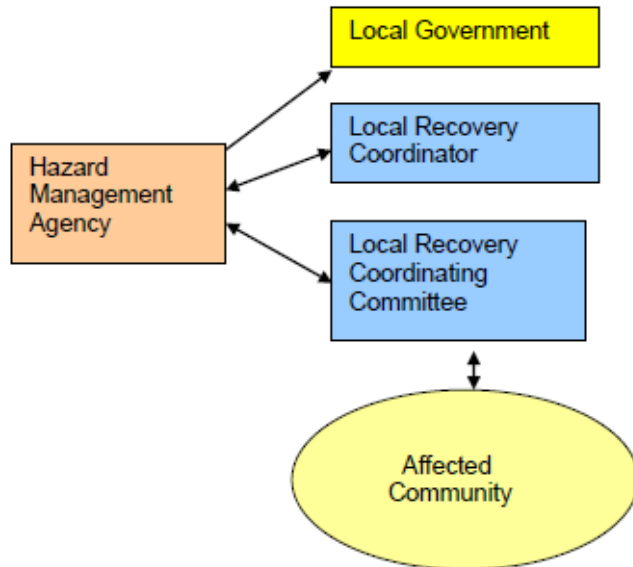 Local Government
Local Recovery
Coordinator
Hazard
Management
Agency
Local Recovery
Coordinating
Committee
Affected
Community